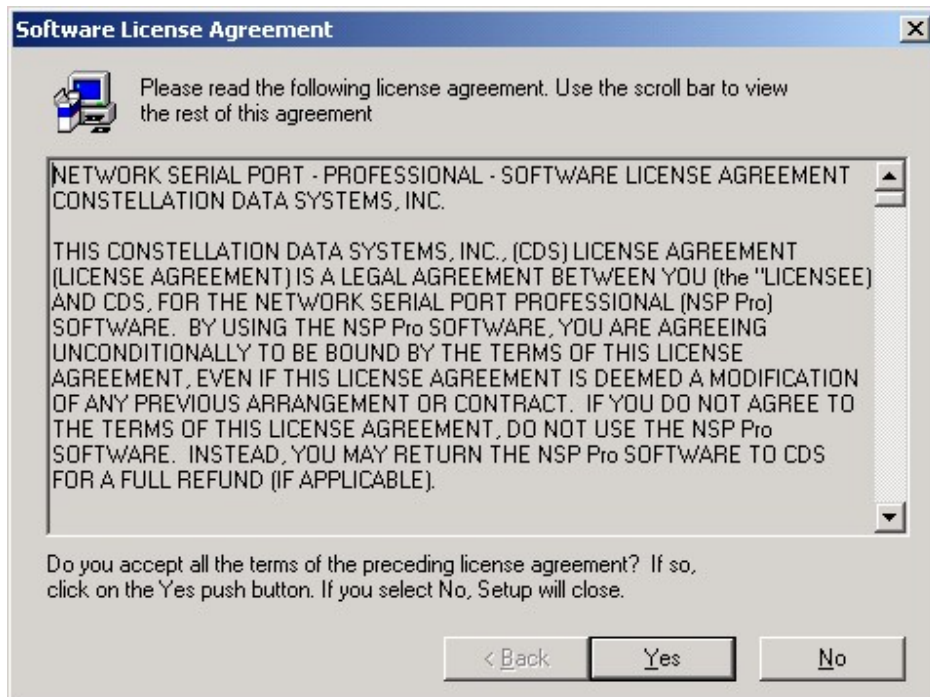 Software License Agreement
Please read the following license agreement. Use the scroll bar to view
the rest of this agreement
NETWORK SERIAL PORT - PROFESSIONAL - SOFTWARE LICENSE AGREEMENT
CONSTELLATION DATA SYSTEMS, INC.
THIS CONSTELLATION DATA SYSTEMS, INC., (CDS) LICENSE AGREEMENT
(LICENSE AGREEMENT) IS A LEGAL AGREEMENT BETWEEN YOU (the "LICENSEE)
AND CDS, FOR THE NETWORK SERIAL PORT PROFESSIONAL (NSP Pro)
SOFTWARE.  BY USING THE NSP Pro SOFTWARE, YOU ARE AGREEING
UNCONDITIONALLY TO BE BOUND BY THE TERMS OF THIS LICENSE
AGREEMENT, EVEN IF THIS LICENSE AGREEMENT IS DEEMED A MODIFICATION
OF ANY PREVIOUS ARRANGEMENT OR CONTRACT.  IF YOU DO NOT AGREE TO
THE TERMS OF THIS LICENSE AGREEMENT, DO NOT USE THE NSP Pro
SOFTWARE.  INSTEAD, YOU MAY RETURN THE NSP Pro SOFTWARE TO CDS
FOR A FULL REFUND (IF APPLICABLE).
Do you accept all the terms of the preceding license agreement?  If so,
click on the Yes push button. If you select No, Setup will close.
< Back Yes No